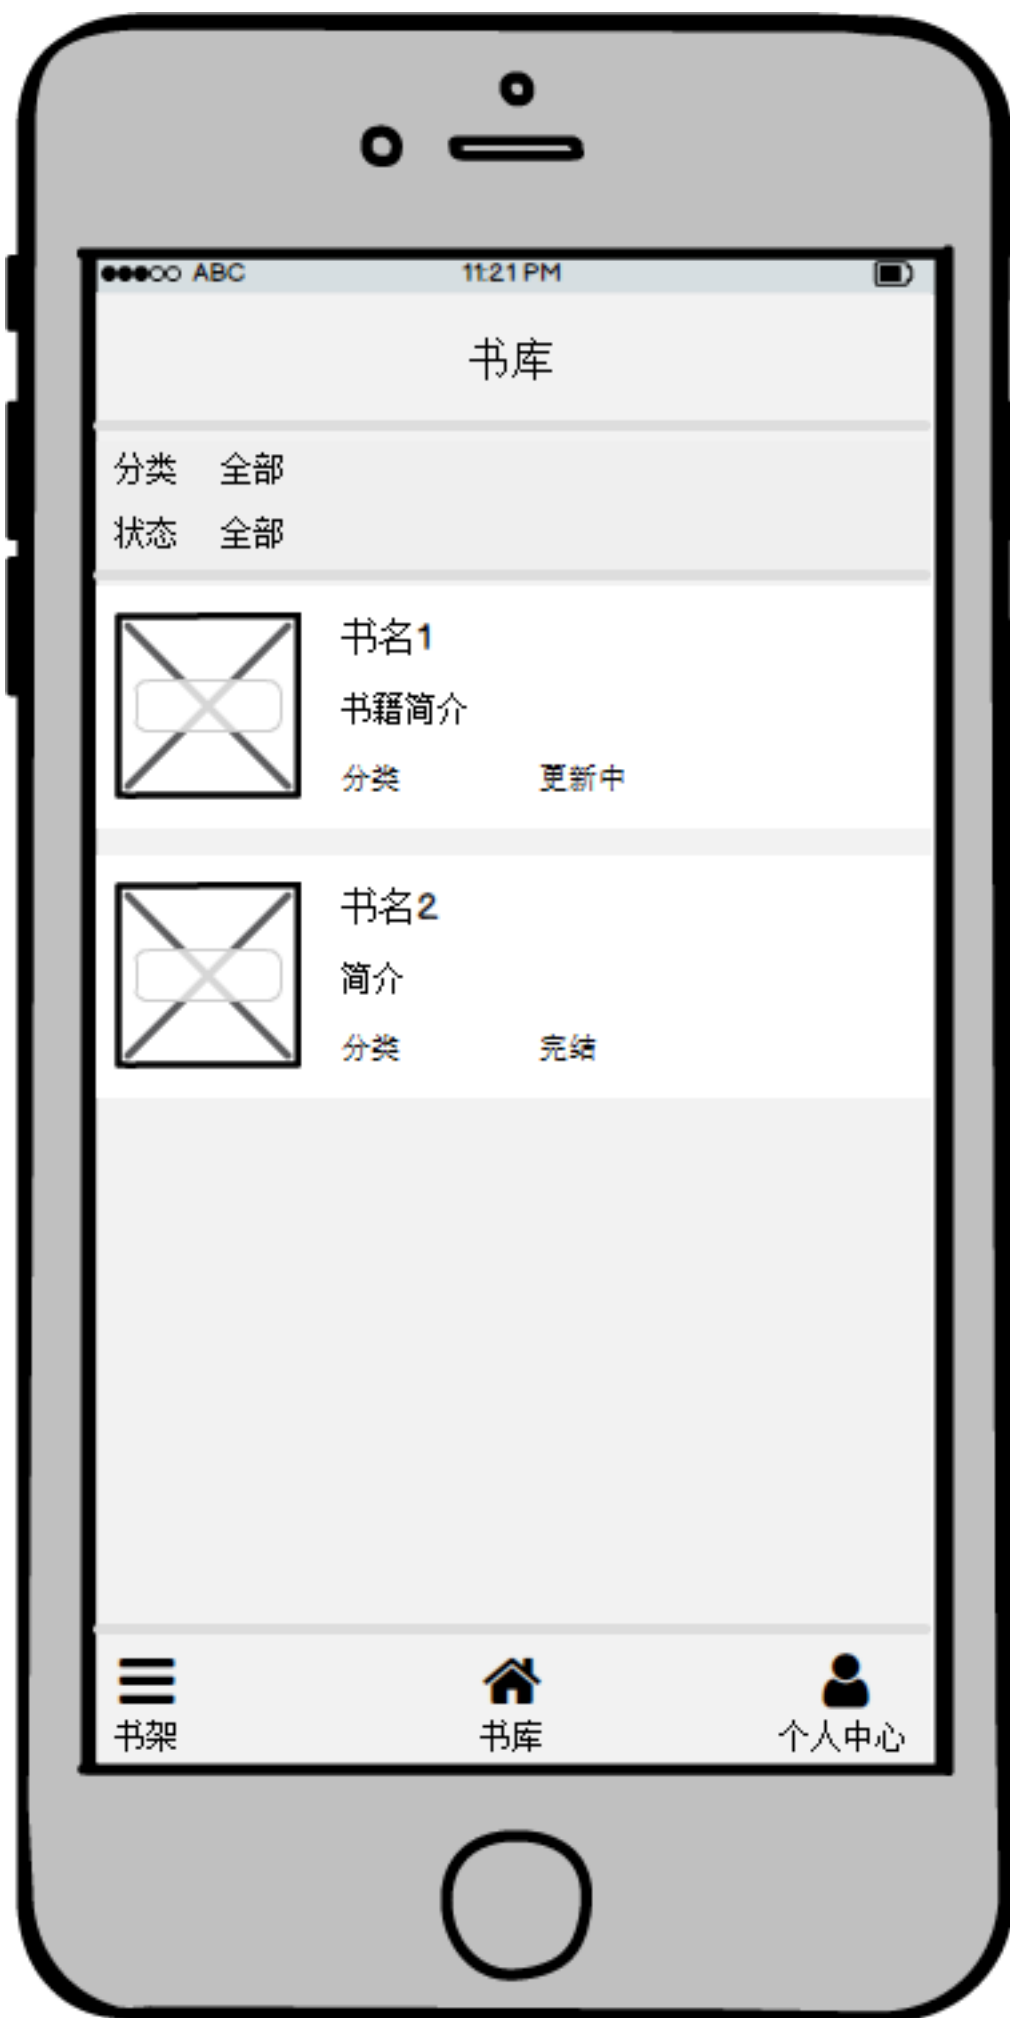 ABC 11:21 PM
书库
分类 全部
状态 全部
书名1
书籍简介
分类 更新中
书名2
简介
分类 完结
书架 书库 个人中心